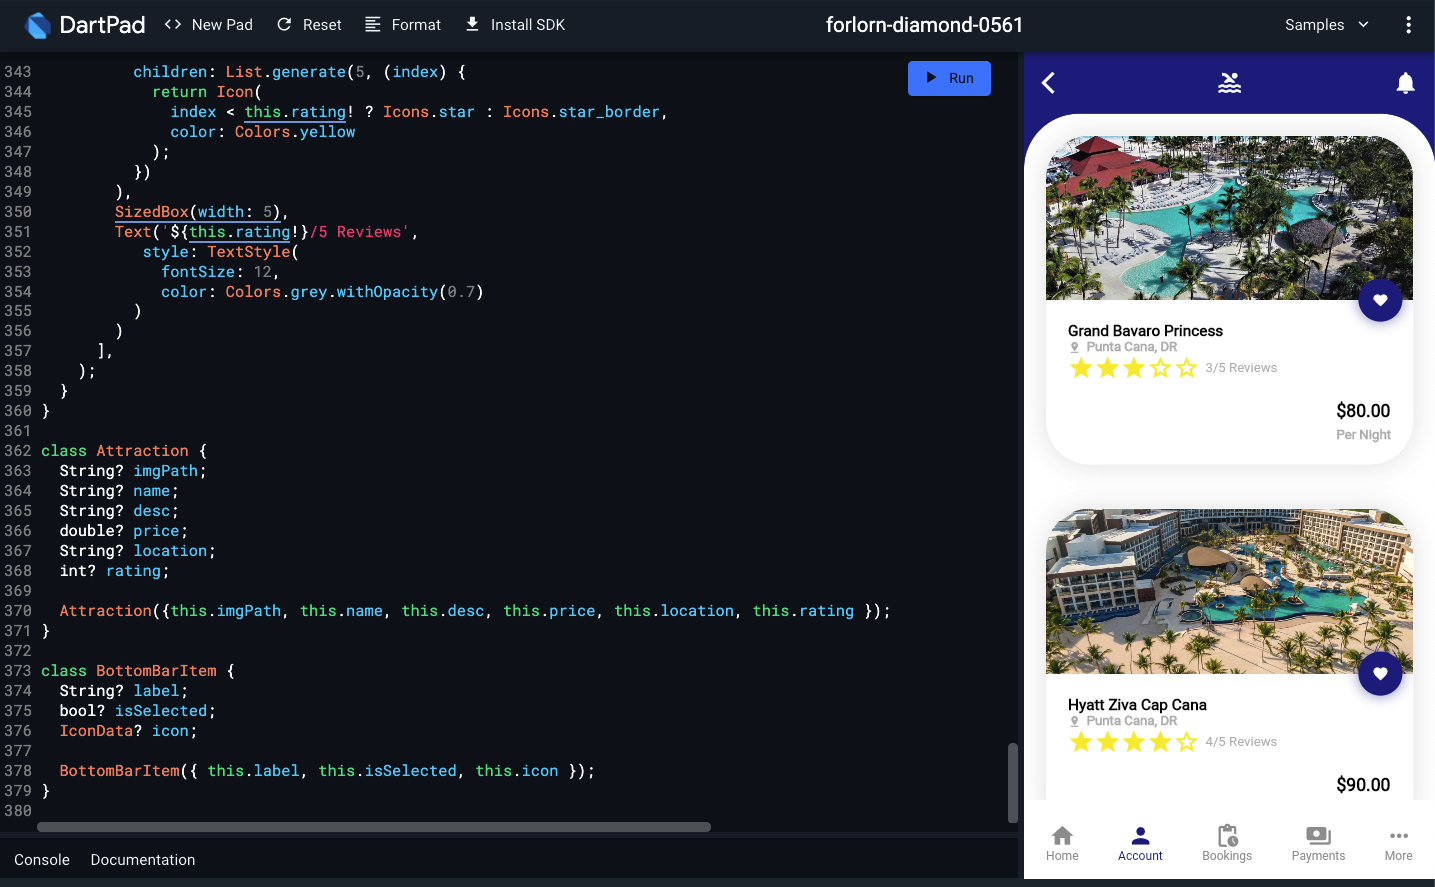 DartPad <> New Pad Reset Format Install SDK forlorn-diamond-0561 Samples
Run
343 children: List.generate(5, (index) {
344 return Icon(
345 index < this.rating! ? Icons.star : Icons.star_border,
346 color: Colors.yellow
347 );
348 })
349 ),
350 SizedBox(width: 5),
351 Text('${this.rating!}/5 Reviews',
352 style: TextStyle(
353 fontSize: 12,
354 color: Colors.grey.withOpacity(0.7)
355 )
356 )
357 ],
358 );
359 }
360 }
361
362 class Attraction {
363 String? imgPath;
364 String? name;
365 String? desc;
366 double? price;
367 String? location;
368 int? rating;
369
370 Attraction({this.imgPath, this.name, this.desc, this.price, this.location, this.rating });
371 }
372
373 class BottomBarItem {
374 String? label;
375 bool? isSelected;
376 IconData? icon;
377
378 BottomBarItem({ this.label, this.isSelected, this.icon });
379 }
380
Console Documentation
Grand Bavaro Princess
Punta Cana, DR
3/5 Reviews
$80.00
Per Night
Hyatt Ziva Cap Cana
Punta Cana, DR
4/5 Reviews
$90.00
Home Account Bookings Payments More